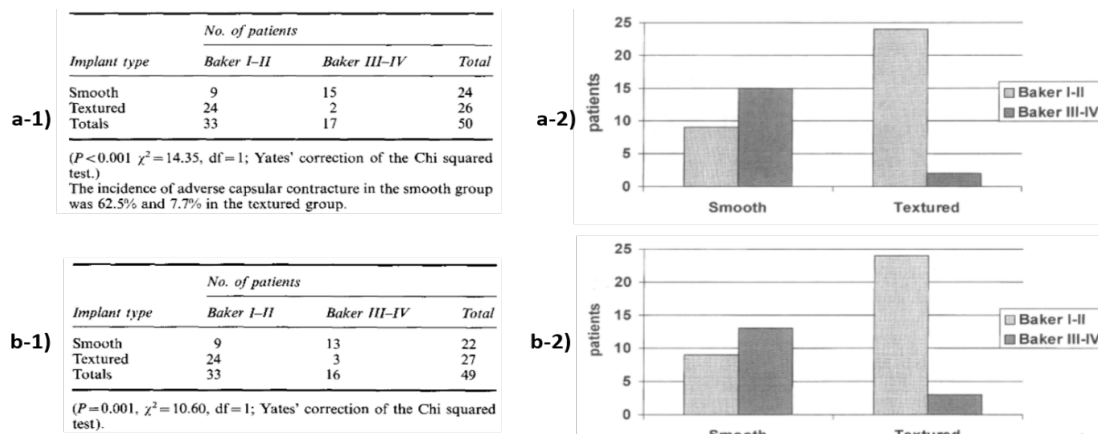 No. of patients
Implant type Baker I–II Baker III–IV Total
Smooth 9 15 24
Textured 24 2 26
Totals 33 17 50
(P<0.001 χ²=14.35, df=1; Yates' correction of the Chi squared
test.)
The incidence of adverse capsular contracture in the smooth group
was 62.5% and 7.7% in the textured group.
a-1)
a-2)
patients
25
20
15
10
5
0
Smooth Textured
Baker I-II
Baker III-IV
No. of patients
Implant type Baker I–II Baker III–IV Total
Smooth 9 13 22
Textured 24 3 27
Totals 33 16 49
(P=0.001, χ²=10.60, df=1; Yates' correction of the Chi squared
test).
b-1)
b-2)
patients
25
20
15
10
5
0
Smooth Textured
Baker I-II
Baker III-IV